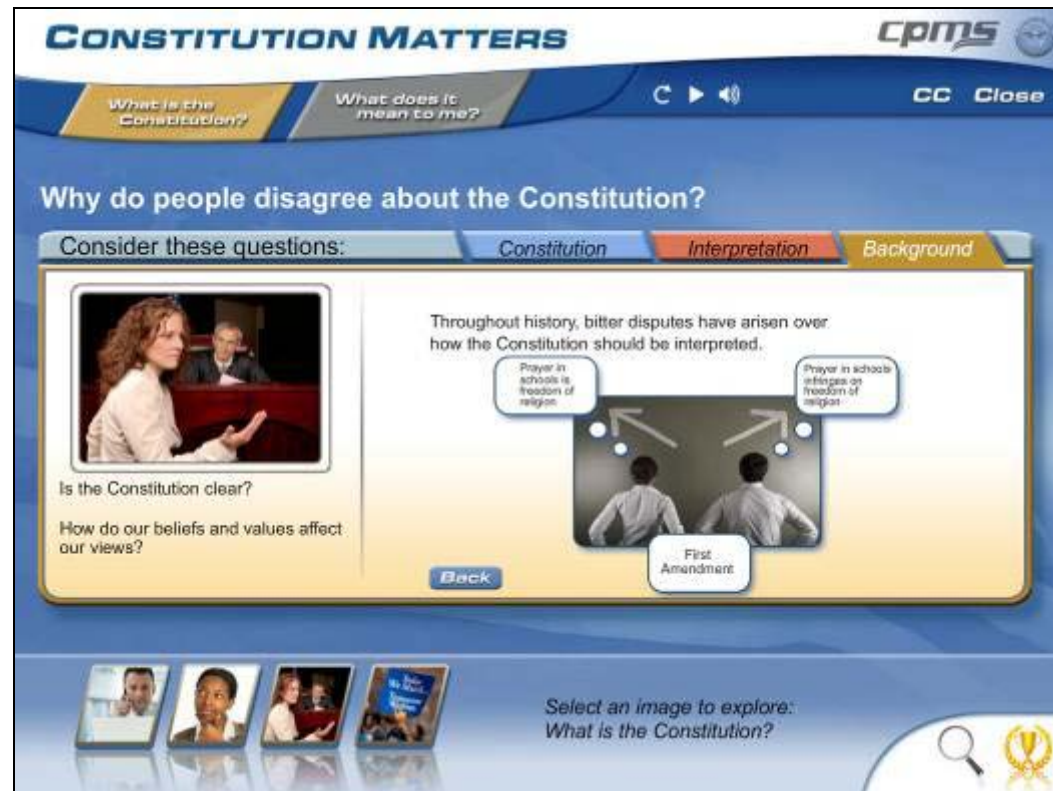 CONSTITUTION MATTERS
cpms
What is the
Constitution?
What does it
mean to me?
CC Close
Why do people disagree about the Constitution?
Consider these questions:
Constitution
Interpretation
Background
Throughout history, bitter disputes have arisen over
how the Constitution should be interpreted.
Prayer in
schools is
freedom of
religion
Prayer in schools
infringes on
freedom of
religion
Is the Constitution clear?
How do our beliefs and values affect
our views?
First
Amendment
Back
Select an image to explore:
What is the Constitution?